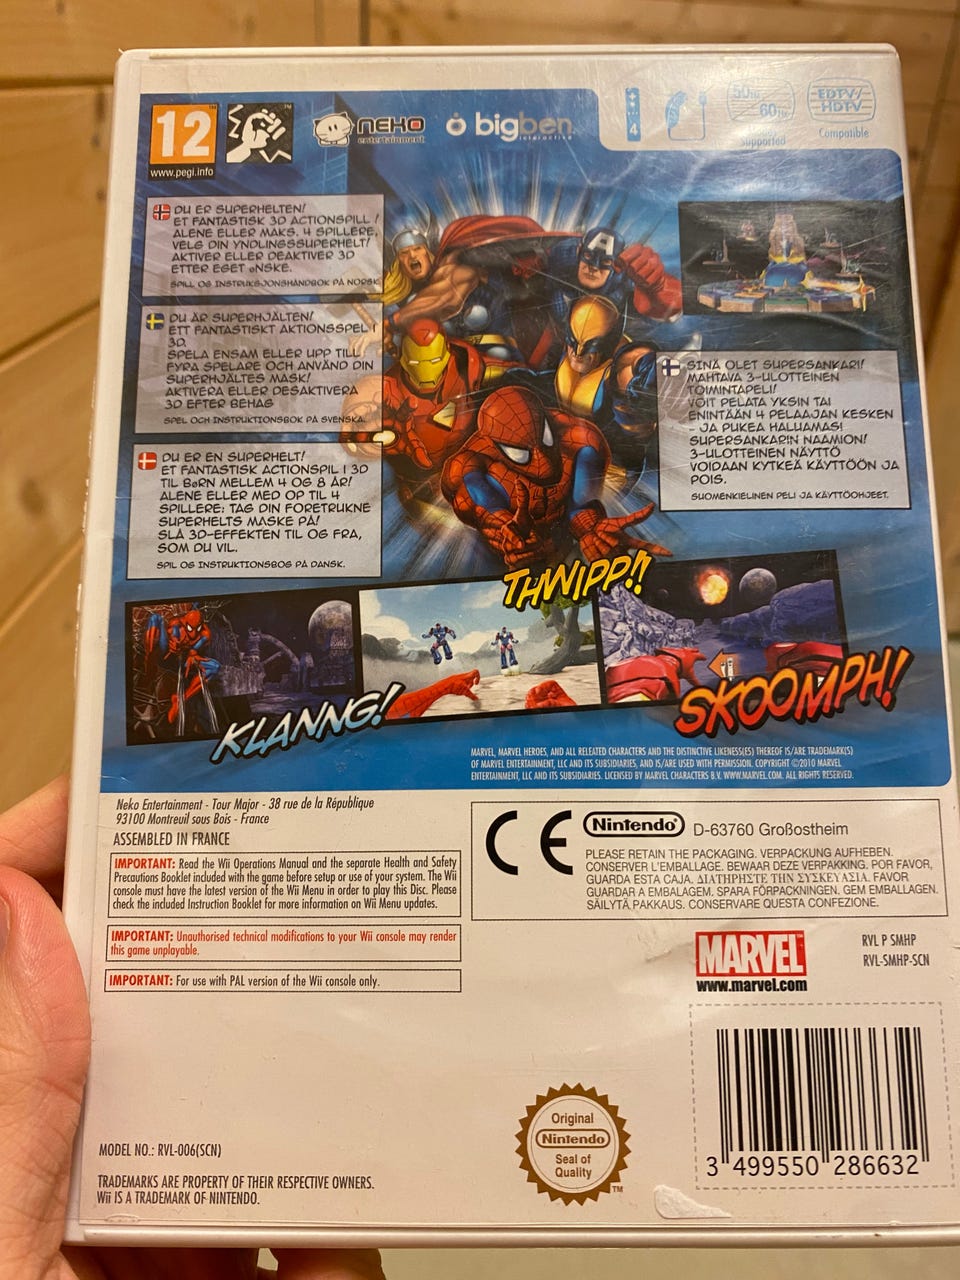 12
www.pegi.info
NEKO
entertainment
bigben
interactive
4
50Hz
60Hz
Supported
EDTV/
HDTV
Compatible
DU ER SUPERHELTEN!
ET FANTASTISK 3D ACTIONSPILL !
ALENE ELLER MAKS. 4 SPILLERE,
VELG DIN YNDLINGSSUPERHELT!
AKTIVER ELLER DEAKTIVER 3D
ETTER EGET øNSKE.
SPILL OG INSTRUKSJONSHÅNDBOK PÅ NORSK
DU ÄR SUPERHJÄLTEN!
ETT FANTASTISKT AKTIONSSPEL I
3D.
SPELA ENSAM ELLER UPP TILL
FYRA SPELARE OCH ANVÄND DIN
SUPERHJÄLTES MASK!
AKTIVERA ELLER DESAKTIVERA
3D EFTER BEHAG
SPEL OCH INSTRUKTIONSBOK PÅ SVENSKA.
DU ER EN SUPERHELT!
ET FANTASTISK ACTIONSPIL I 3D
TIL BøRN MELLEM 4 OG 8 ÅR!
ALENE ELLER MED OP TIL 4
SPILLERE: TAG DIN FORETRUKNE
SUPERHELTS MASKE PÅ!
SLÅ 3D-EFFEKTEN TIL OG FRA,
SOM DU VIL.
SPIL OG INSTRUKTIONSBOG PÅ DANSK.
SINÄ OLET SUPERSANKARI!
MAHTAVA 3-ULOTTEINEN
TOIMINTAPELI!
VOIT PELATA YKSIN TAI
ENINTÄÄN 4 PELAAJAN KESKEN
- JA PUKEA HALUAMASI
SUPERSANKARIN NAAMION!
3-ULOTTEINEN NÄYTTÖ
VOIDAAN KYTKEÄ KÄYTTÖÖN JA
POIS.
SUOMENKIELINEN PELI JA KÄYTTÖOHJEET.
THWIPP!!
KLANNG!
SKOOMPH!
MARVEL, MARVEL HEROES, AND ALL RELEATED CHARACTERS AND THE DISTINCTIVE LIKENESS(ES) THEREOF IS/ARE TRADEMARK(S)
OF MARVEL ENTERTAINMENT, LLC AND ITS SUBSIDIARIES, AND IS/ARE USED WITH PERMISSION. COPYRIGHT ©2010 MARVEL
ENTERTAINMENT, LLC AND ITS SUBSIDIARIES. LICENSED BY MARVEL CHARACTERS B.V. WWW.MARVEL.COM. ALL RIGHTS RESERVED.
Neko Entertainment - Tour Major - 38 rue de la République
93100 Montreuil sous Bois - France
ASSEMBLED IN FRANCE
IMPORTANT: Read the Wii Operations Manual and the separate Health and Safety
Precautions Booklet included with the game before setup or use of your system. The Wii
console must have the latest version of the Wii Menu in order to play this Disc. Please
check the included Instruction Booklet for more information on Wii Menu updates.
IMPORTANT: Unauthorised technical modifications to your Wii console may render
this game unplayable.
IMPORTANT: For use with PAL version of the Wii console only.
CE
Nintendo® D-63760 Großostheim
PLEASE RETAIN THE PACKAGING. VERPACKUNG AUFHEBEN.
CONSERVER L'EMBALLAGE. BEWAAR DEZE VERPAKKING. POR FAVOR,
GUARDA ESTA CAJA. ΔΙΑΤΗΡΗΣΤΕ ΤΗΝ ΣΥΣΚΕΥΑΣΙΑ. FAVOR
GUARDAR A EMBALAGEM. SPARA FÖRPACKNINGEN. GEM EMBALLAGEN.
SÄILYTÄ PAKKAUS. CONSERVARE QUESTA CONFEZIONE.
MARVEL
www.marvel.com
RVL P SMHP
RVL-SMHP-SCN
3 499550 286632
Original
Nintendo
Seal of
Quality
TM
MODEL NO.: RVL-006(SCN)
TRADEMARKS ARE PROPERTY OF THEIR RESPECTIVE OWNERS.
Wii IS A TRADEMARK OF NINTENDO.